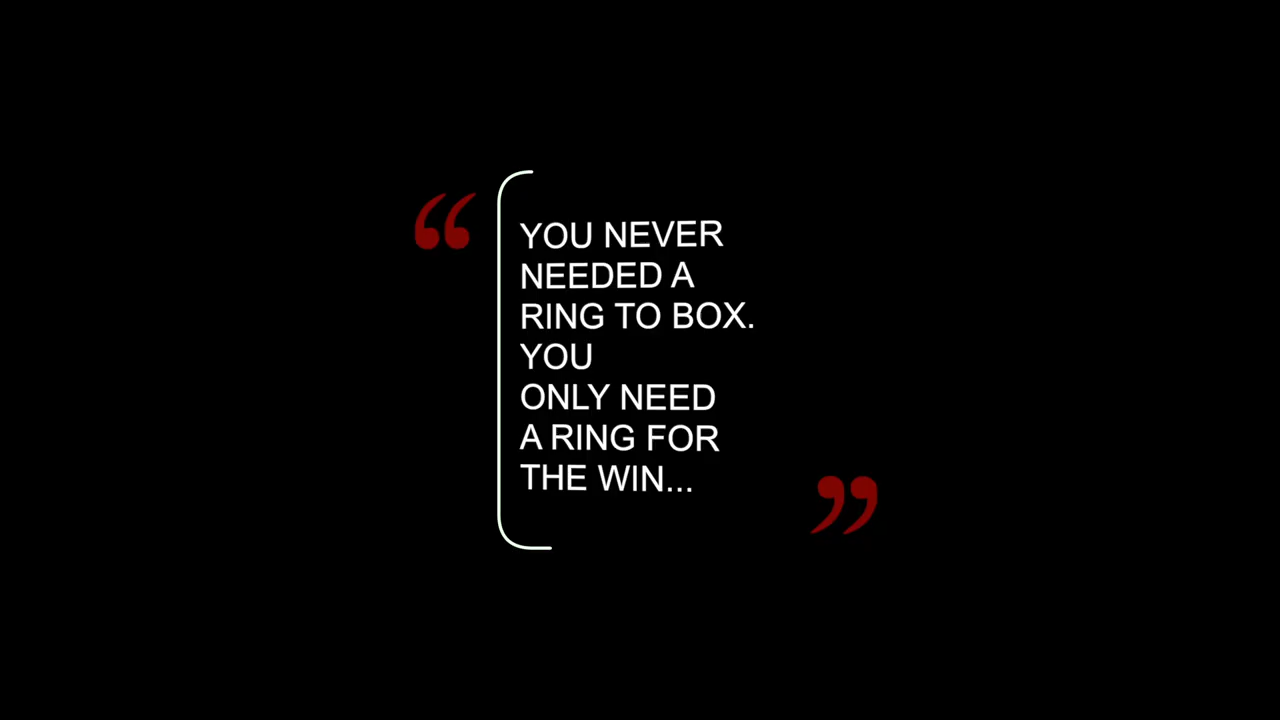 “
YOU NEVER
NEEDED A
RING TO BOX.
YOU
ONLY NEED
A RING FOR
THE WIN...
”